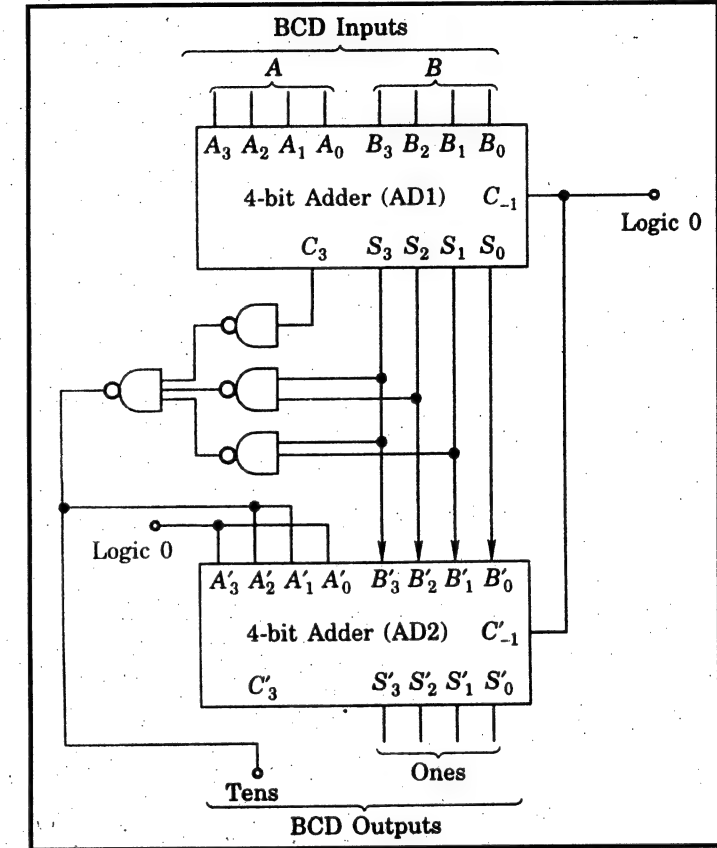 BCD Inputs
A B
A₃ A₂ A₁ A₀ B₃ B₂ B₁ B₀
4-bit Adder (AD1) C₋₁
Logic 0
C₃ S₃ S₂ S₁ S₀
Logic 0
A′₃ A′₂ A′₁ A′₀ B′₃ B′₂ B′₁ B′₀
4-bit Adder (AD2) C′₋₁
C′₃ S′₃ S′₂ S′₁ S′₀
Ones
Tens
BCD Outputs